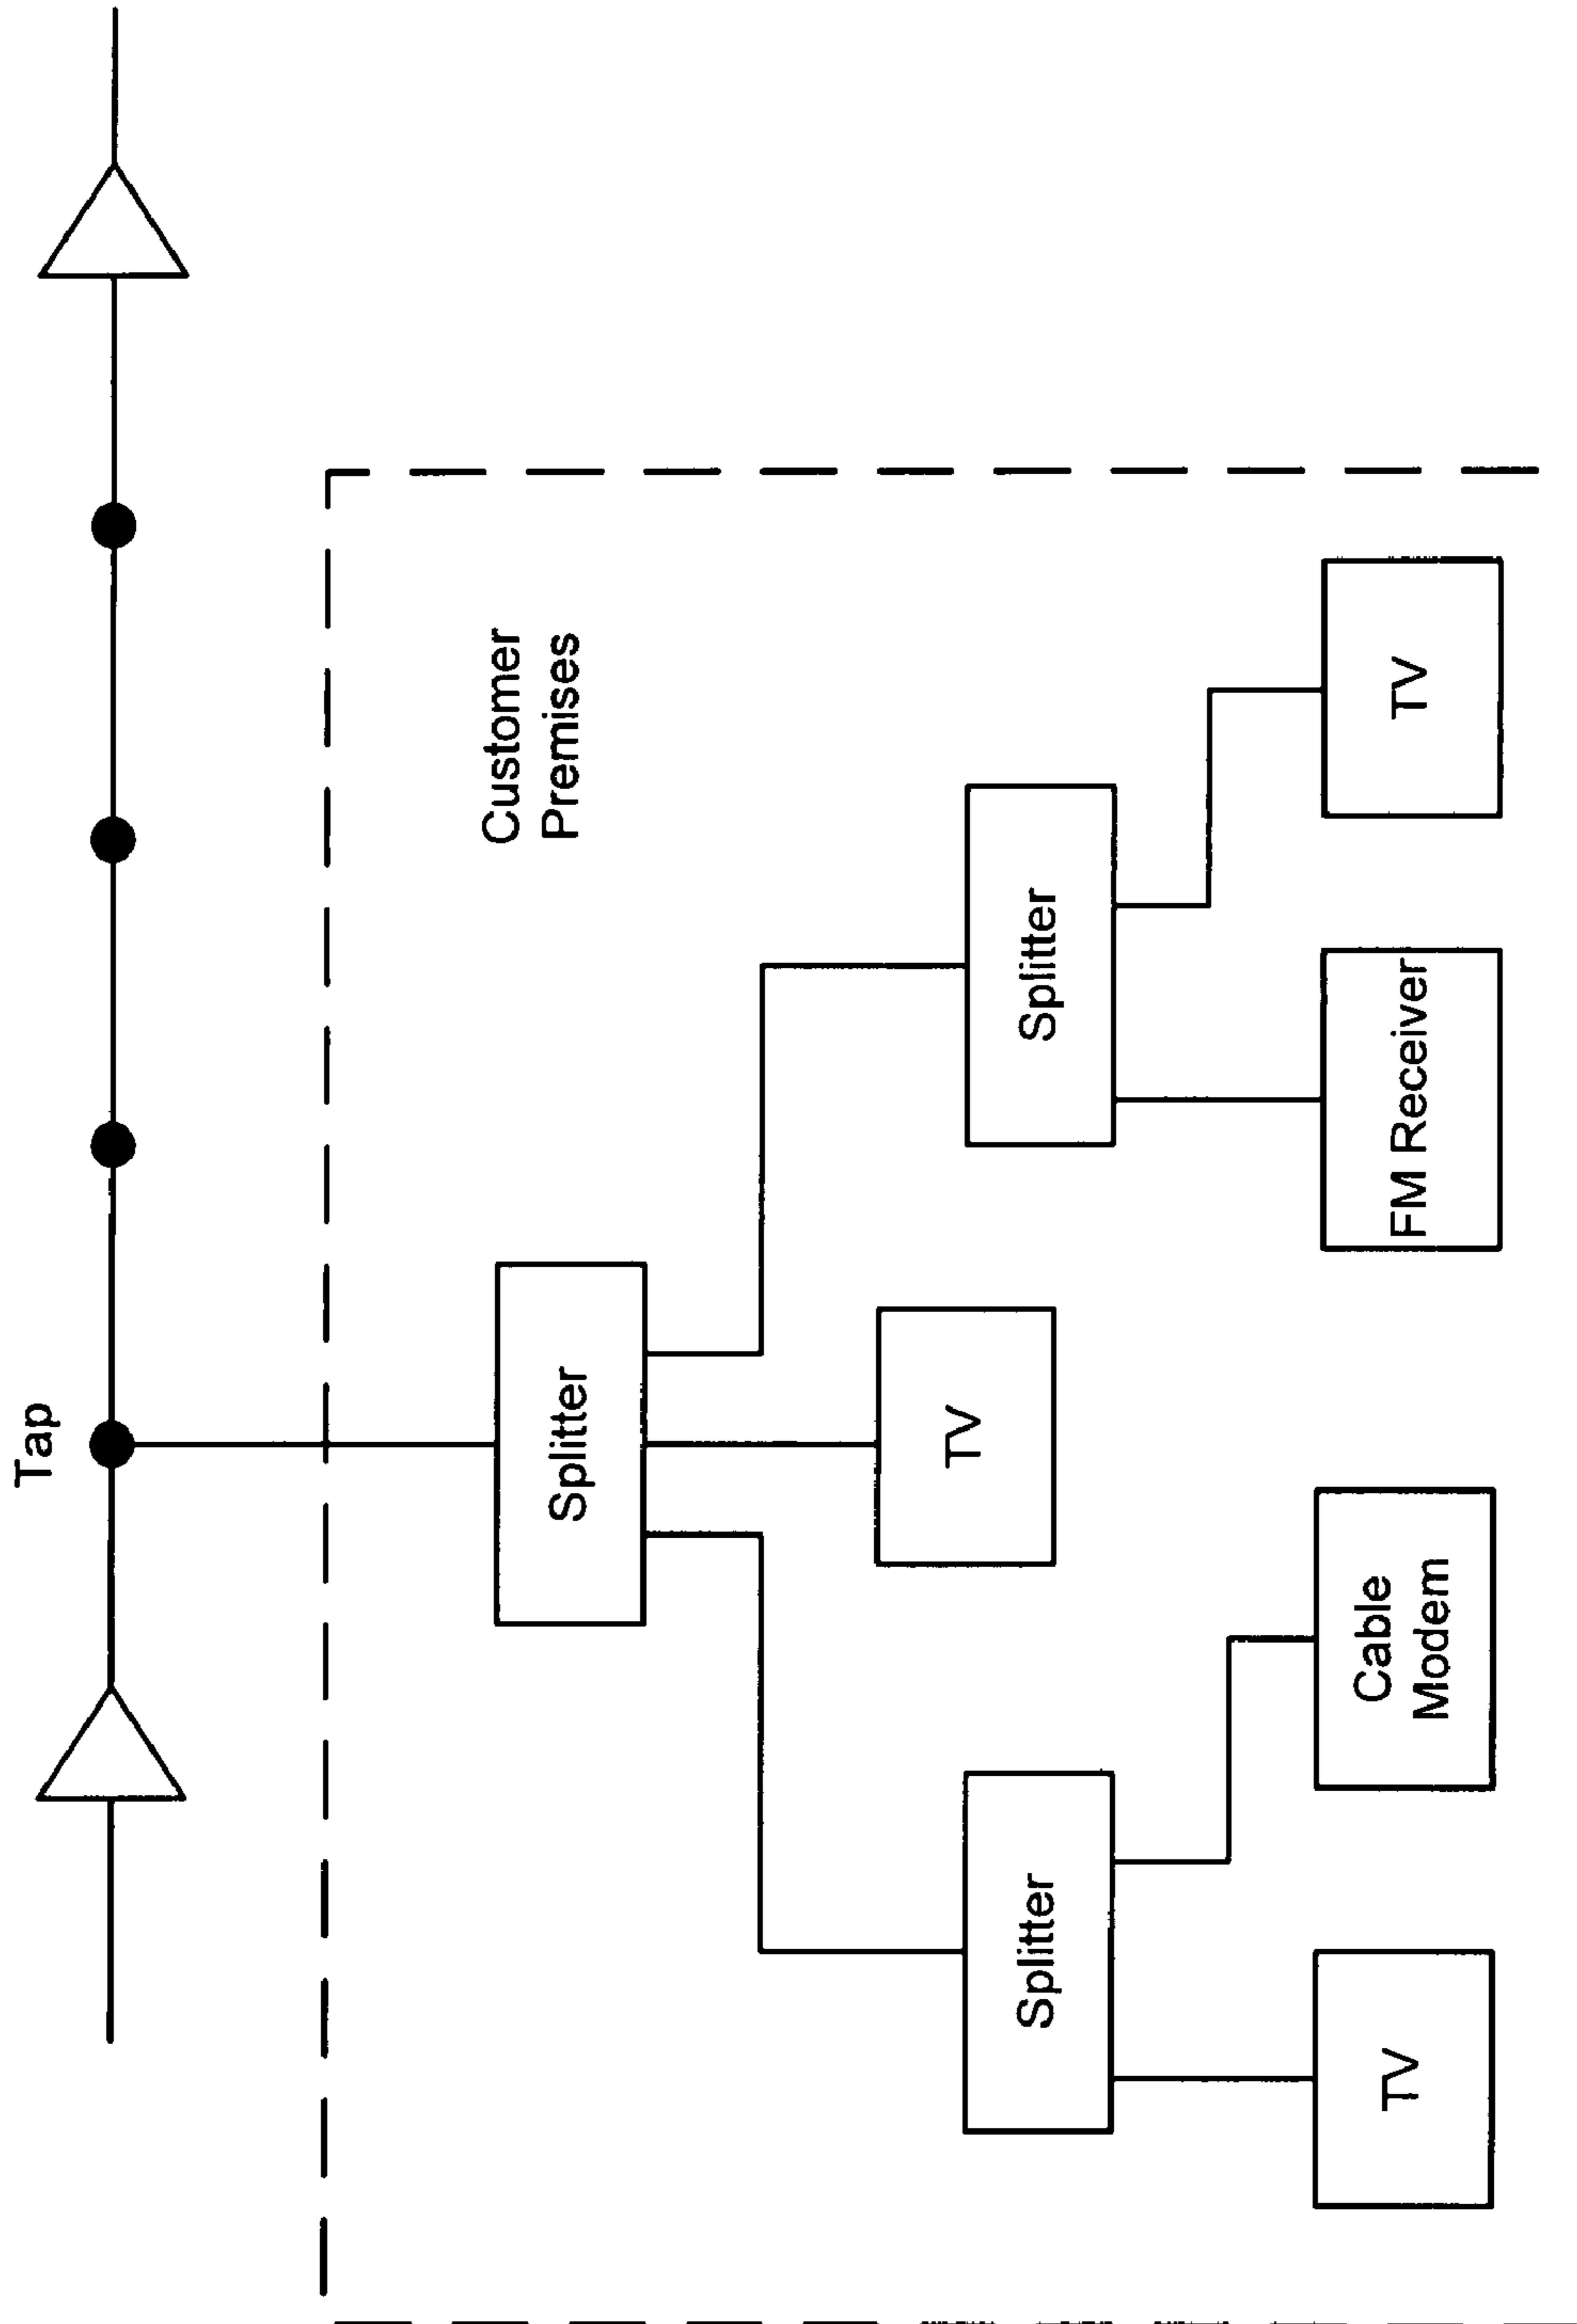 Tap
Customer
Premises
Splitter
TV
Splitter
Splitter
TV
Cable
Modem
FM Receiver
TV